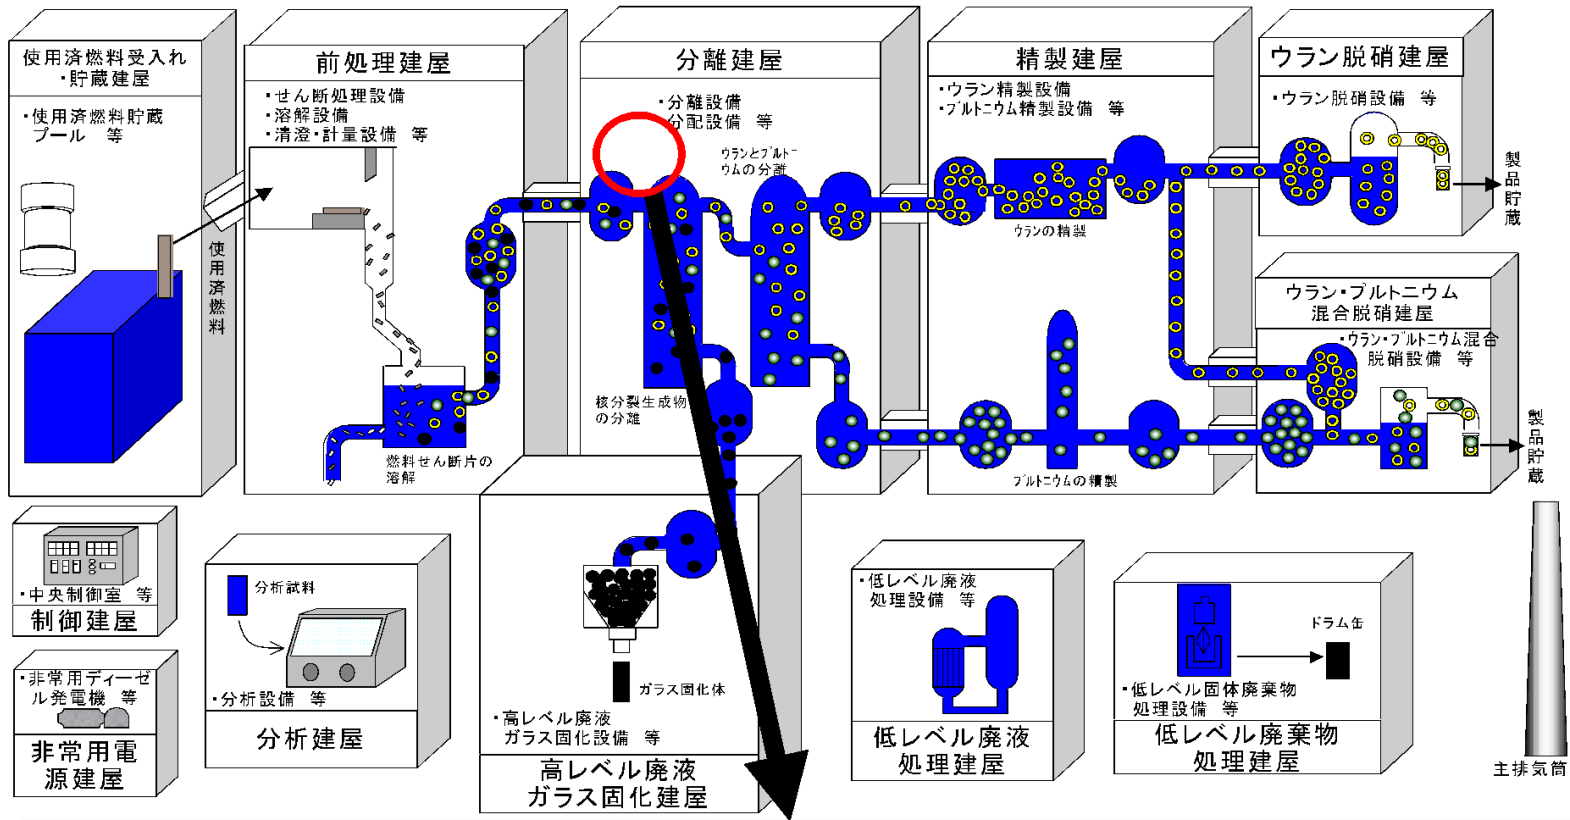 使用済燃料受入れ
・貯蔵建屋
・使用済燃料貯蔵
プール 等
使用済燃料
前処理建屋
・せん断処理設備
・溶解設備
・清澄・計量設備 等
燃料せん断片の
溶解
分離建屋
・分離設備
分配設備 等
ウランとプルトニ
ウムの分離
核分裂生成物
の分離
精製建屋
・ウラン精製設備
・プルトニウム精製設備 等
ウランの精製
プルトニウムの精製
ウラン脱硝建屋
・ウラン脱硝設備 等
製品貯蔵
ウラン・プルトニウム
混合脱硝建屋
・ウラン・プルトニウム混合
脱硝設備 等
製品貯蔵
・中央制御室 等
制御建屋
・非常用ディーゼ
ル発電機 等
非常用電
源建屋
分析試料
・分析設備 等
分析建屋
ガラス固化体
・高レベル廃液
ガラス固化設備 等
高レベル廃液
ガラス固化建屋
・低レベル廃液
処理設備 等
低レベル廃液
処理建屋
ドラム缶
・低レベル固体廃棄物
処理設備 等
低レベル廃棄物
処理建屋
主排気筒